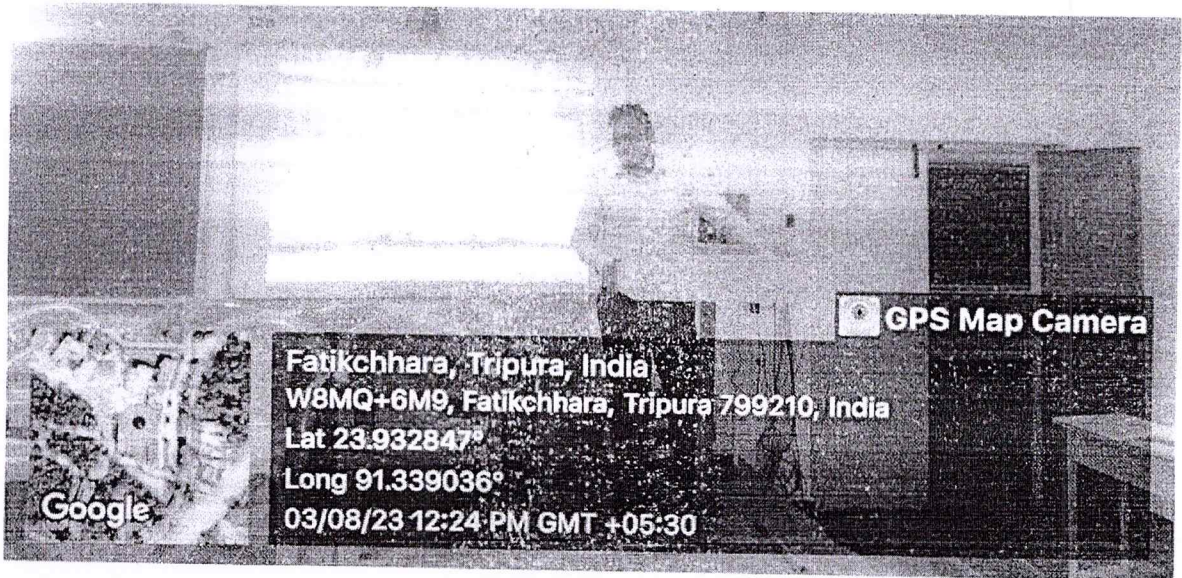 GPS Map Camera
Fatikchhara, Tripura, India
W8MQ+6M9, Fatikchhara, Tripura 799210, India
Lat 23.932847°
Long 91.339036°
03/08/23 12:24 PM GMT +05:30
Google